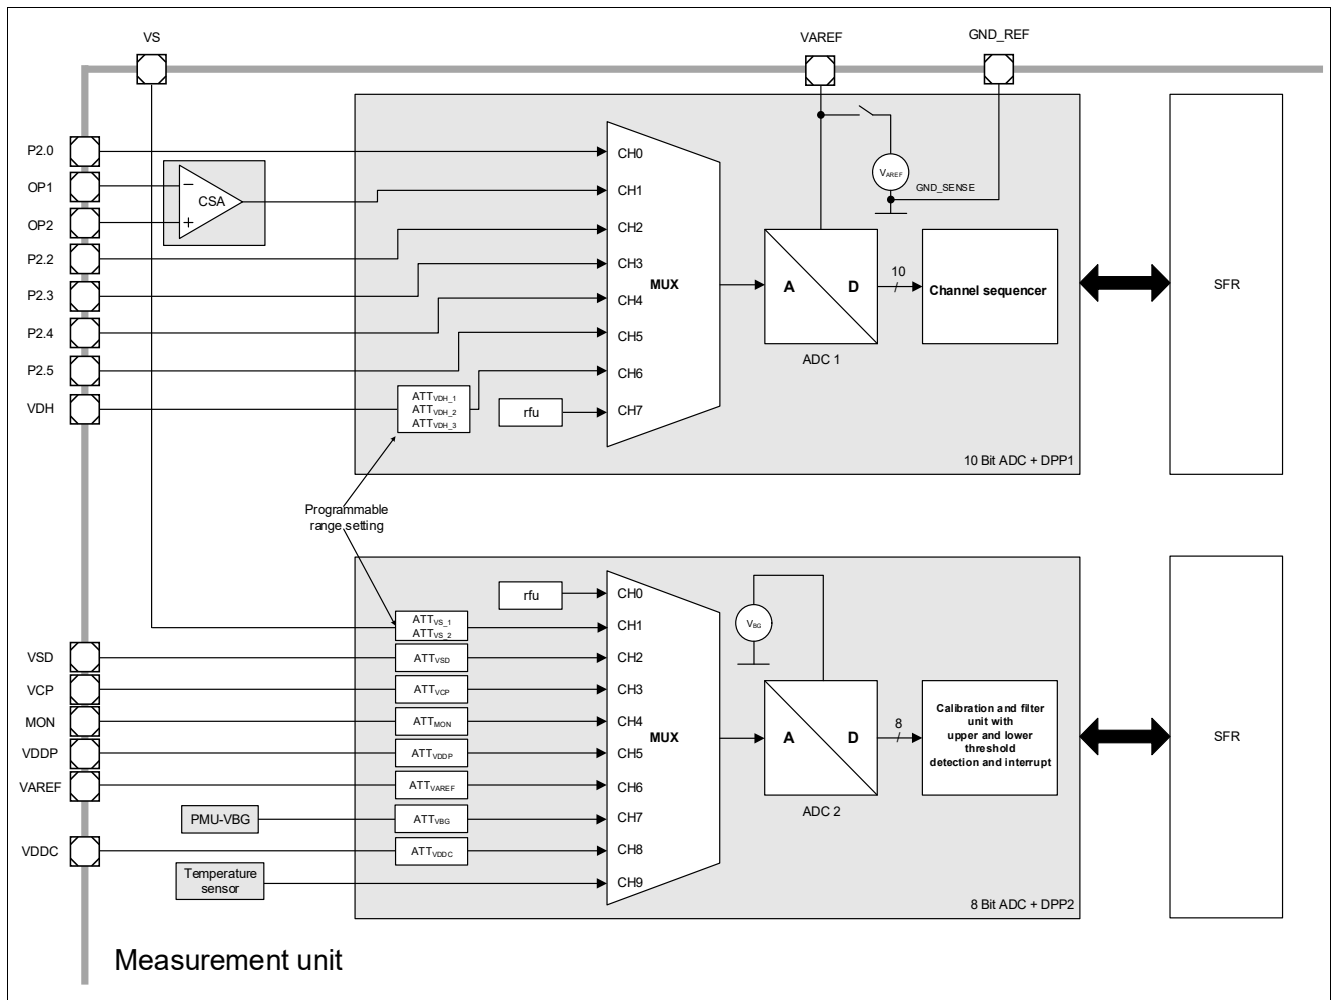 VS
VAREF
GND_REF
P2.0
OP1
OP2
P2.2
P2.3
P2.4
P2.5
VDH
−
CSA
+
ATTVDH_1
ATTVDH_2
ATTVDH_3
rfu
CH0
CH1
CH2
CH3
CH4
CH5
CH6
CH7
MUX
VAREF
GND_SENSE
A
D
ADC 1
10
Channel sequencer
10 Bit ADC + DPP1
SFR
Programmable
range setting
VSD
VCP
MON
VDDP
VAREF
VDDC
PMU-VBG
Temperature
sensor
rfu
ATTVS_1
ATTVS_2
ATTVSD
ATTVCP
ATTMON
ATTVDDP
ATTVAREF
ATTVBG
ATTVDDC
CH0
CH1
CH2
CH3
CH4
CH5
CH6
CH7
CH8
CH9
MUX
VBG
A
D
ADC 2
8
Calibration and filter
unit with
upper and lower
threshold
detection and interrupt
8 Bit ADC + DPP2
SFR
Measurement unit